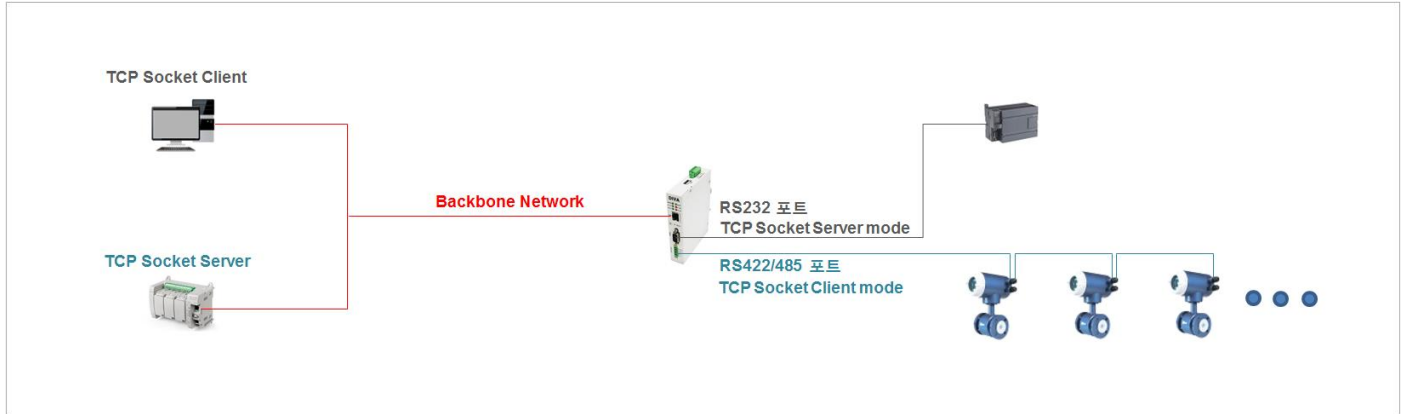 TCP Socket Client
Backbone Network
RS232 포트
TCP Socket Server mode
TCP Socket Server
RS422/485 포트
TCP Socket Client mode